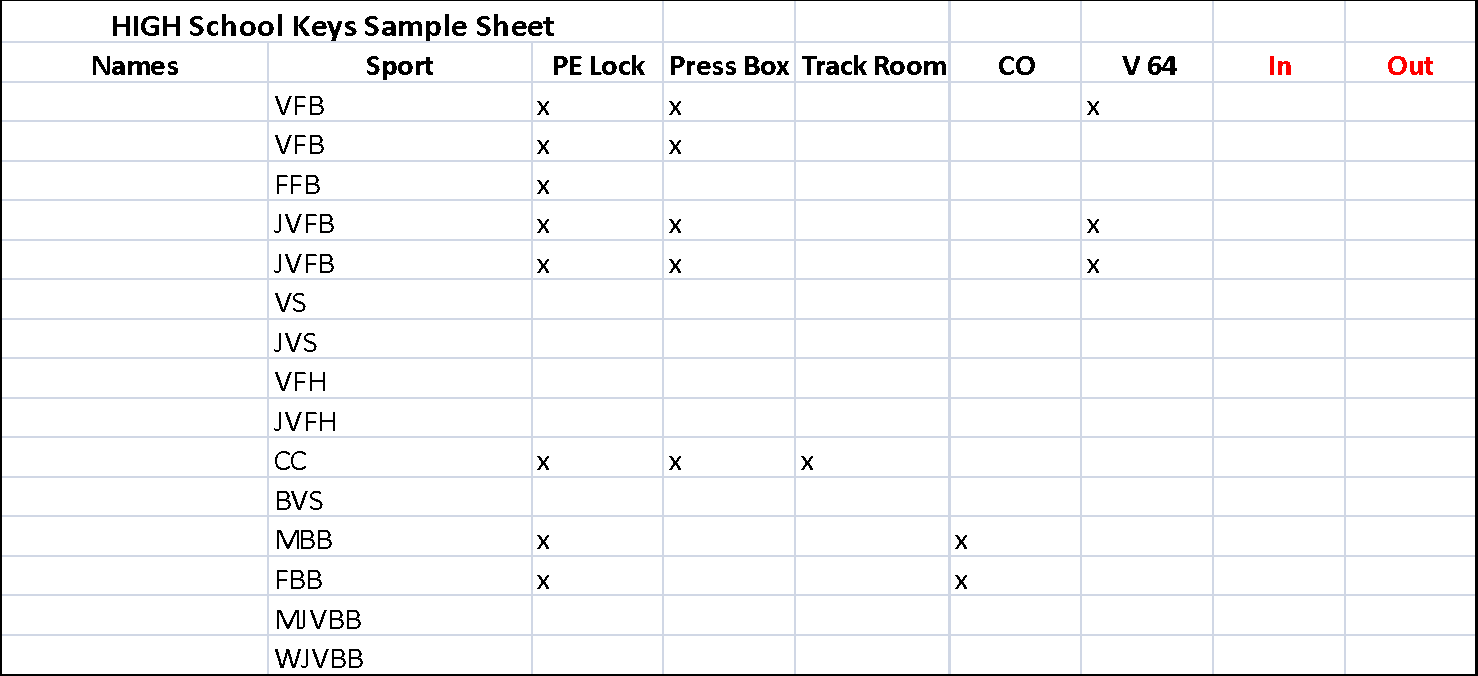 HIGH School Keys Sample Sheet
Names Sport PE Lock Press Box Track Room CO V 64 In Out
VFB x x x
VFB x x
FFB x
JVFB x x x
JVFB x x x
VS
JVS
VFH
JVFH
CC x x x
BVS
MBB x x
FBB x x
MJVBB
WJVBB